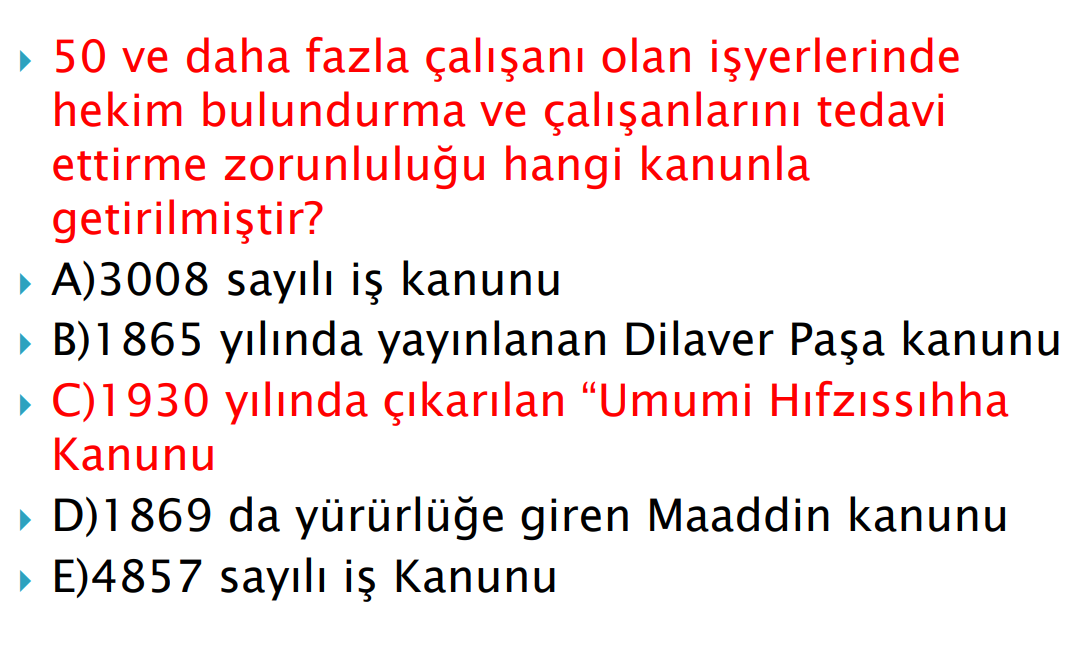 50 ve daha fazla çalışanı olan işyerlerinde
hekim bulundurma ve çalışanlarını tedavi
ettirme zorunluluğu hangi kanunla
getirilmiştir?
A)3008 sayılı iş kanunu
B)1865 yılında yayınlanan Dilaver Paşa kanunu
C)1930 yılında çıkarılan “Umumi Hıfzıssıhha
Kanunu
D)1869 da yürürlüğe giren Maaddin kanunu
E)4857 sayılı iş Kanunu